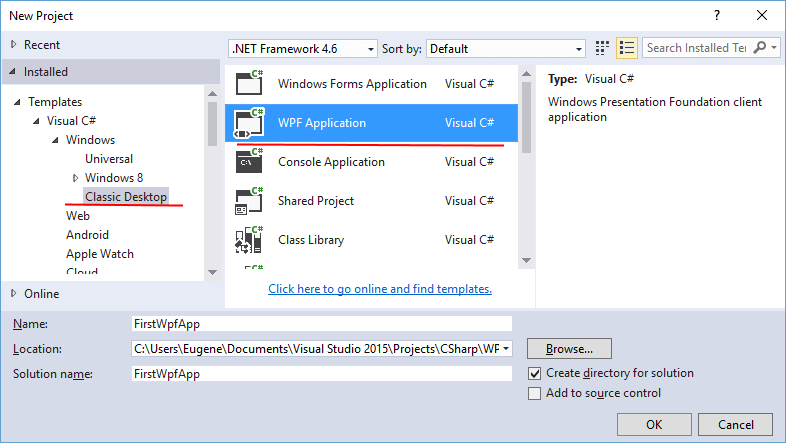 New Project
? 
Recent
.NET Framework 4.6
Sort by:
Default
Search Installed Te
Installed
Templates
Visual C#
Windows
Universal
Windows 8
Classic Desktop
Web
Android
Apple Watch
Cloud
Online
C# Windows Forms Application Visual C#
C# WPF Application Visual C#
C# C:\ Console Application Visual C#
C# Shared Project Visual C#
C# Class Library Visual C#
C#
Click here to go online and find templates.
Type: Visual C#
Windows Presentation Foundation client
application
Name: FirstWpfApp
Location: C:\Users\Eugene\Documents\Visual Studio 2015\Projects\CSharp\WP
Browse...
Solution name: FirstWpfApp
Create directory for solution
Add to source control
OK
Cancel